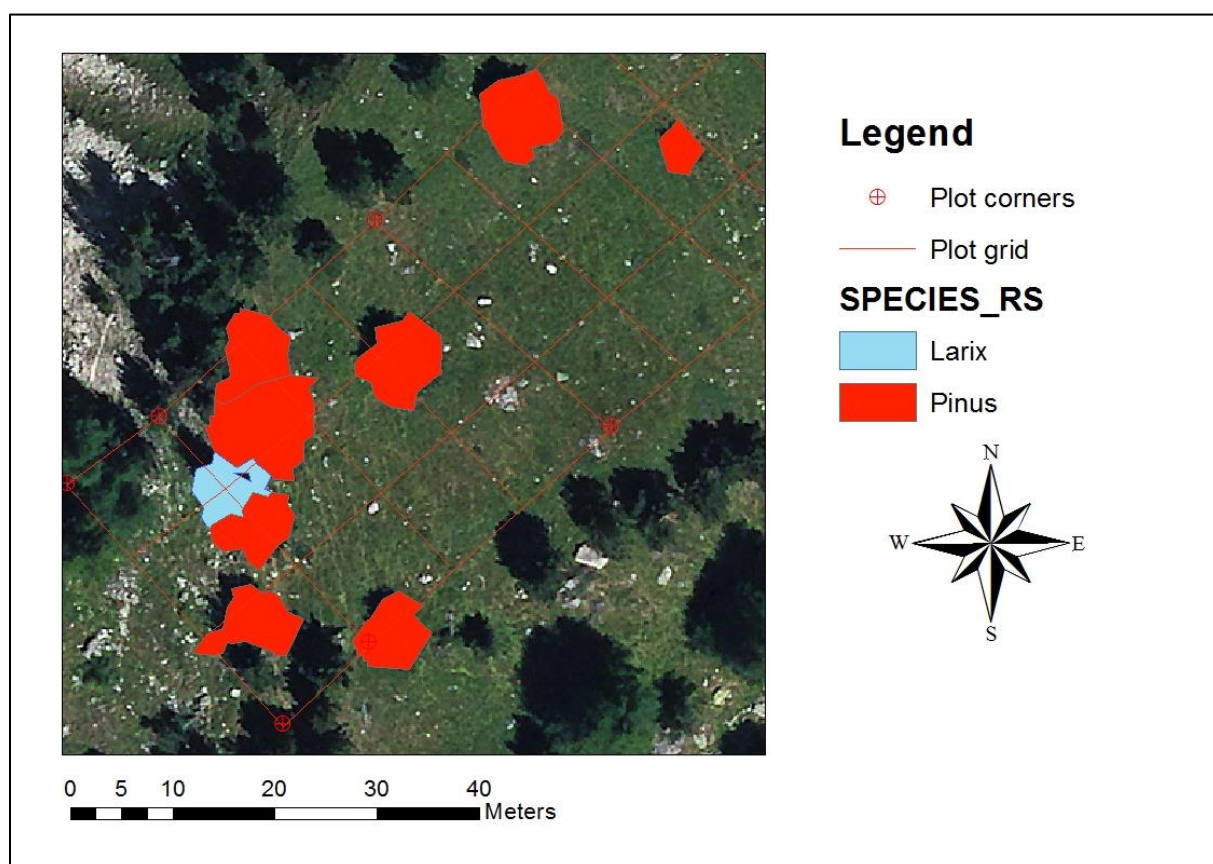 Legend
Plot corners
Plot grid
SPECIES_RS
Larix
Pinus
N
W E
S
0 5 10 20 30 40
Meters